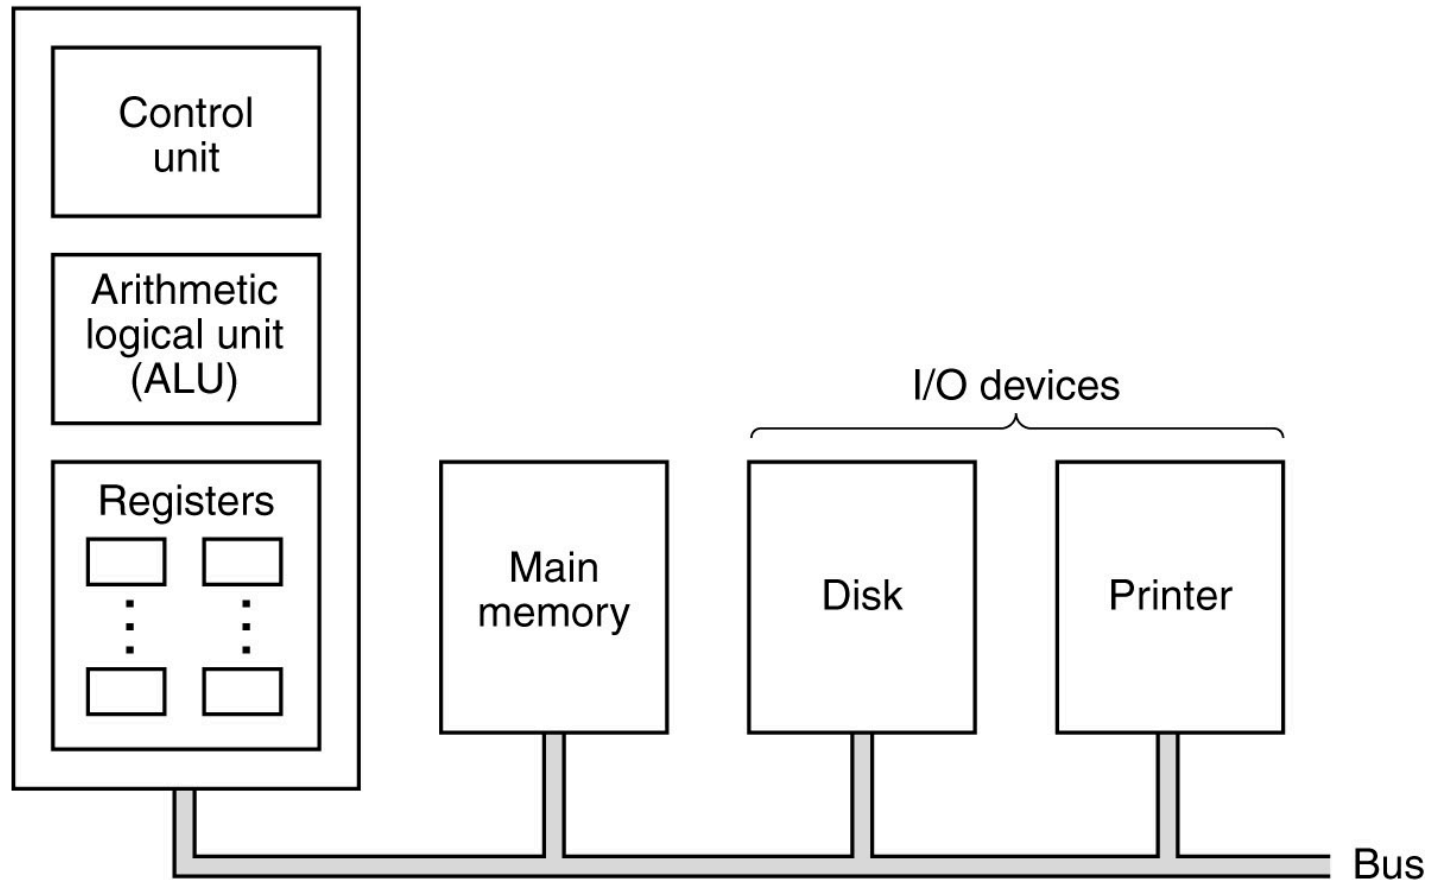 Control
unit
Arithmetic
logical unit
(ALU)
Registers
I/O devices
Main
memory
Disk
Printer
Bus